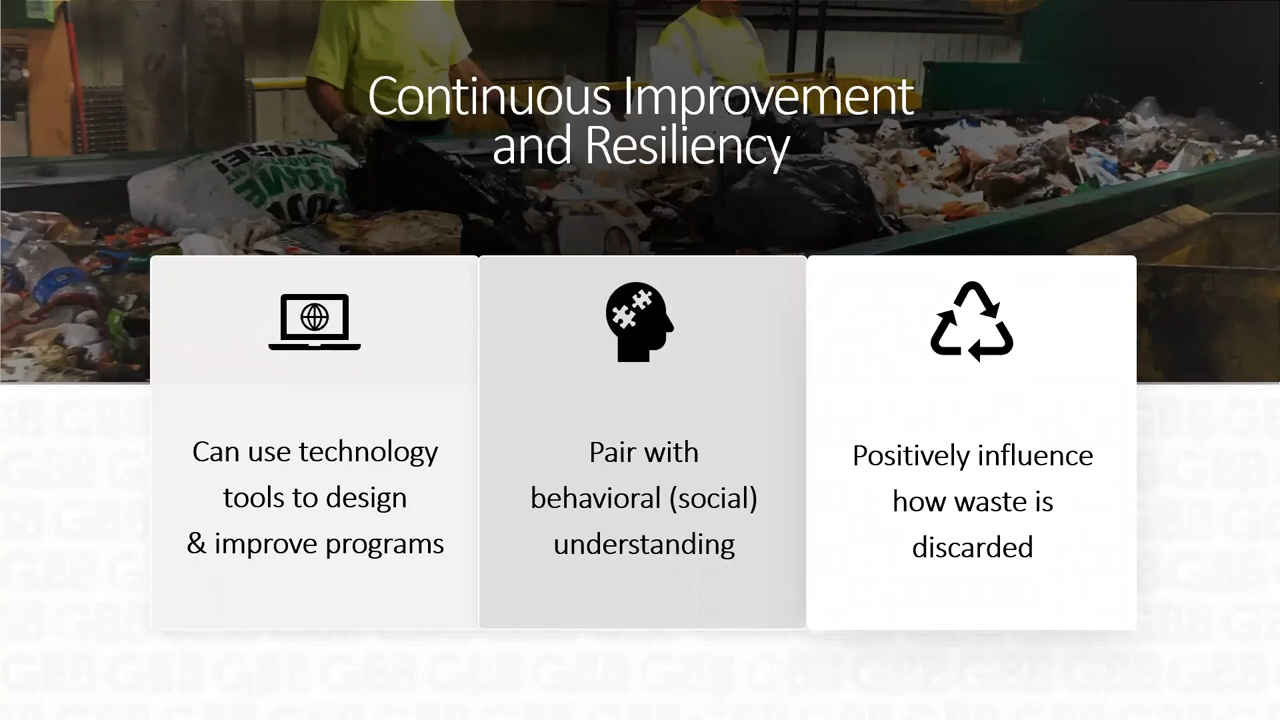 Continuous Improvement
and Resiliency
Can use technology
tools to design
& improve programs
Pair with
behavioral (social)
understanding
Positively influence
how waste is
discarded
GBB